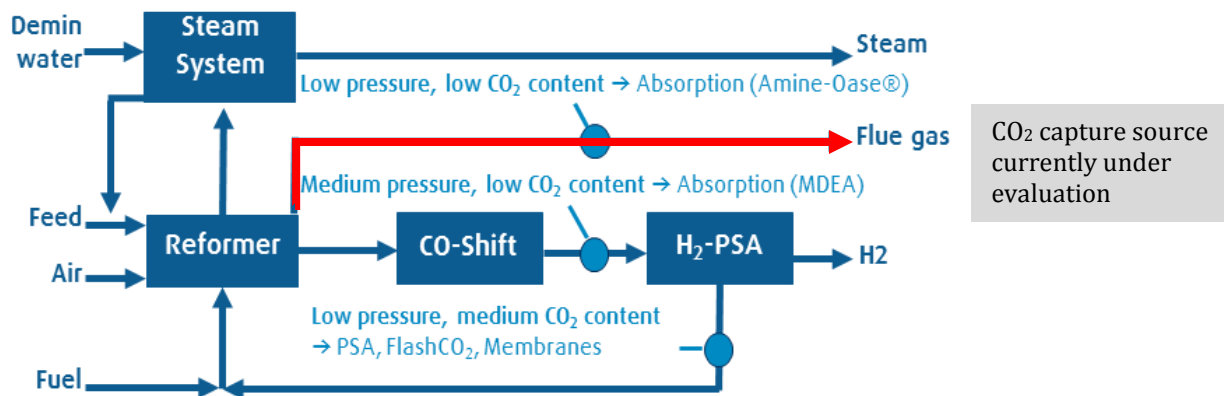 Demin
water
Steam
System
Steam
Low pressure, low CO₂ content → Absorption (Amine-Oase®)
Flue gas
CO₂ capture source
currently under
evaluation
Medium pressure, low CO₂ content → Absorption (MDEA)
Feed
Reformer
CO-Shift
H₂-PSA
H2
Air
Low pressure, medium CO₂ content
→ PSA, FlashCO₂, Membranes
Fuel